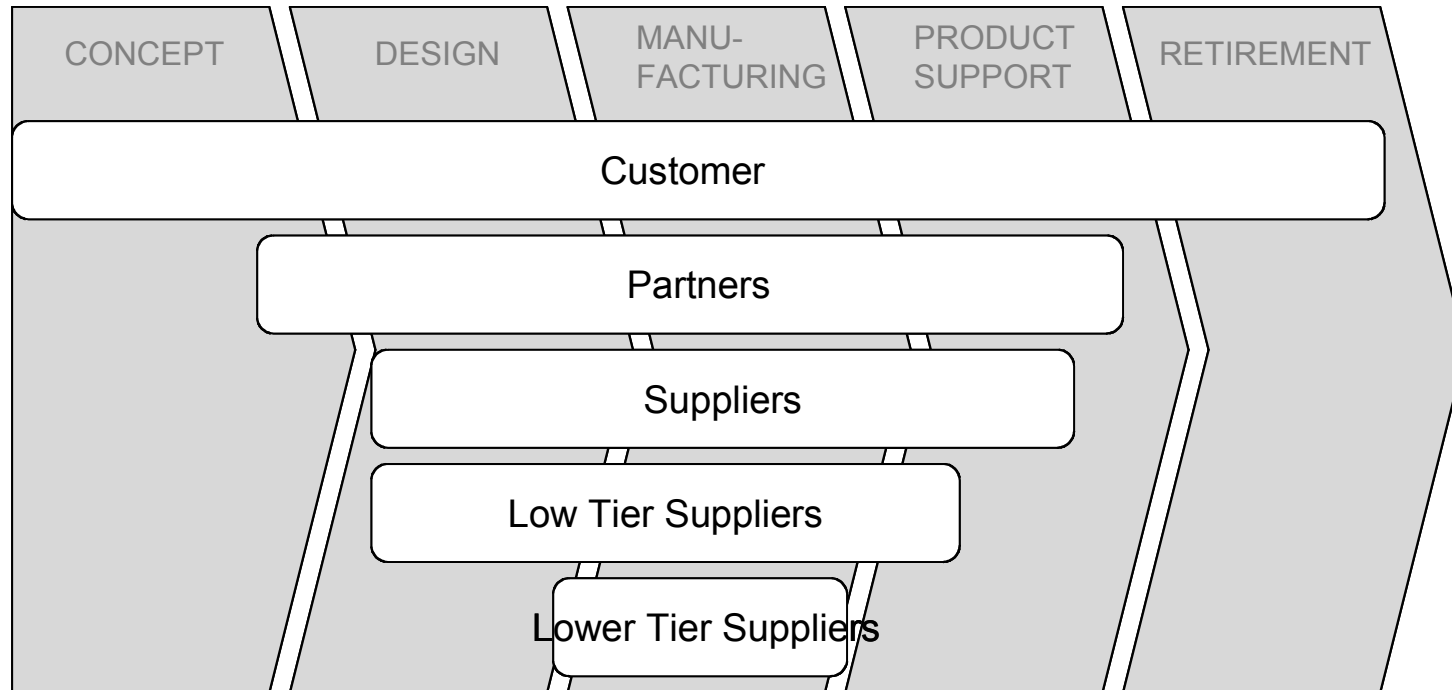 CONCEPT
DESIGN
MANU-
FACTURING
PRODUCT
SUPPORT
RETIREMENT
Customer
Partners
Suppliers
Low Tier Suppliers
Lower Tier Suppliers